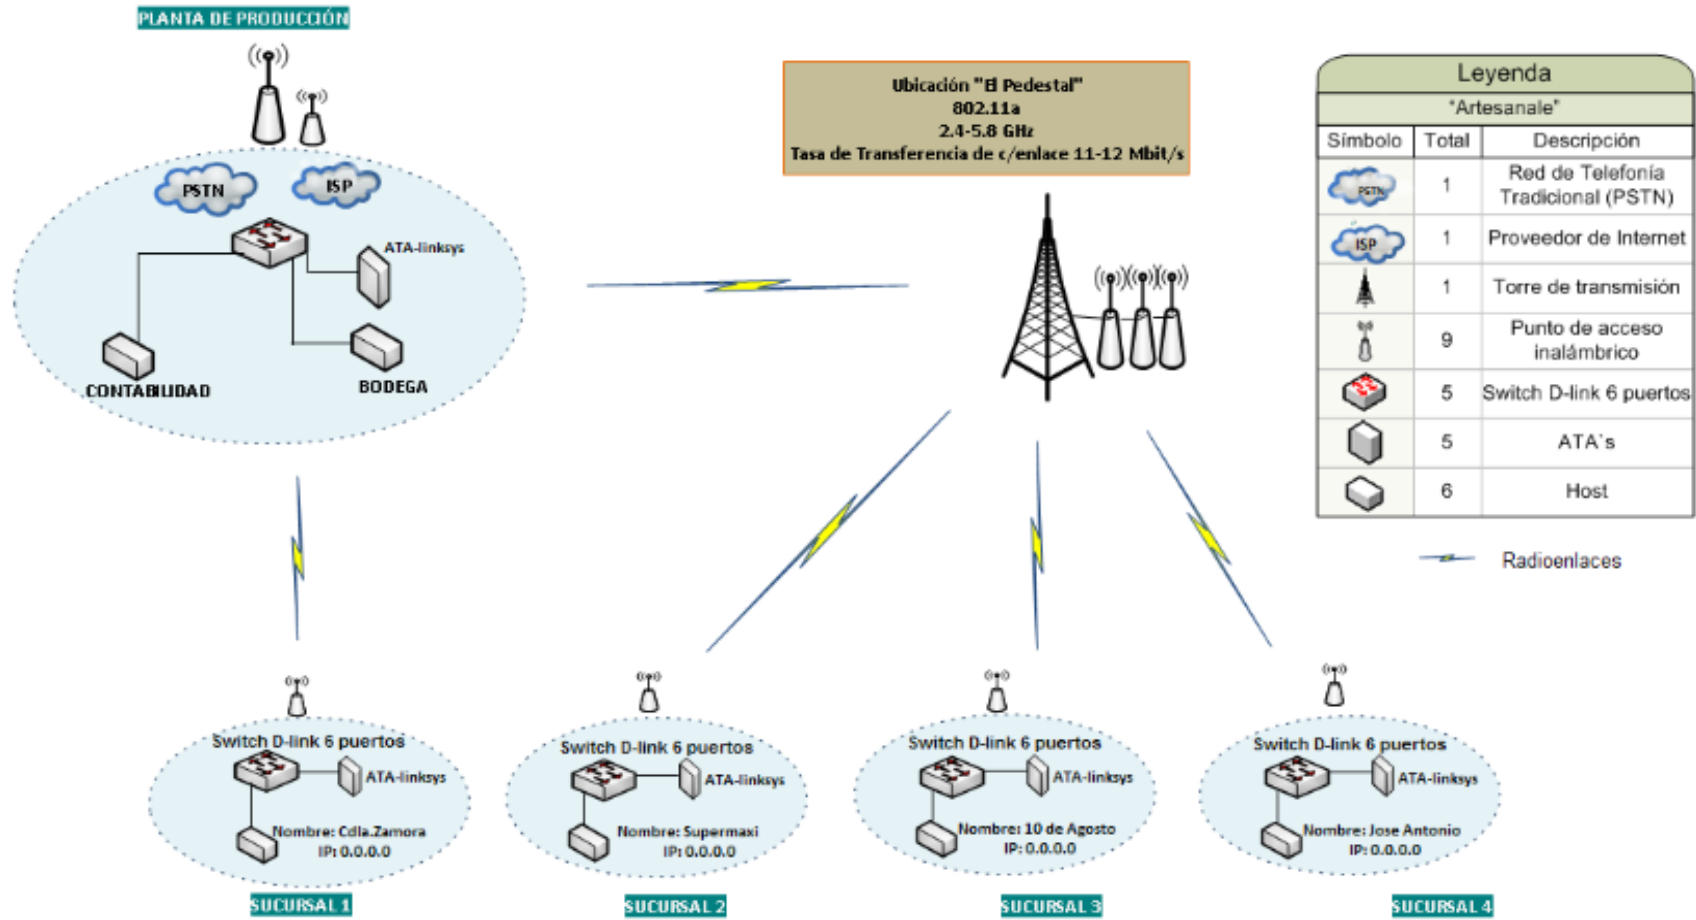 PLANTA DE PRODUCCIÓN
PSTN
ISP
ATA-linksys
CONTABILIDAD
BODEGA
Ubicación "El Pedestal"
802.11a
2.4-5.8 GHz
Tasa de Transferencia de c/enlace 11-12 Mbit/s
Leyenda
"Artesanale"
Símbolo Total Descripción
PSTN 1 Red de Telefonía
Tradicional (PSTN)
ISP 1 Proveedor de Internet
1 Torre de transmisión
9 Punto de acceso
inalámbrico
5 Switch D-link 6 puertos
5 ATA`s
6 Host
Radioenlaces
Switch D-link 6 puertos
ATA-linksys
Nombre: Cdla.Zamora
IP: 0.0.0.0
SUCURSAL 1
Switch D-link 6 puertos
ATA-linksys
Nombre: Supermaxi
IP: 0.0.0.0
SUCURSAL 2
Switch D-link 6 puertos
ATA-linksys
Nombre: 10 de Agosto
IP: 0.0.0.0
SUCURSAL 3
Switch D-link 6 puertos
ATA-linksys
Nombre: Jose Antonio
IP: 0.0.0.0
SUCURSAL 4